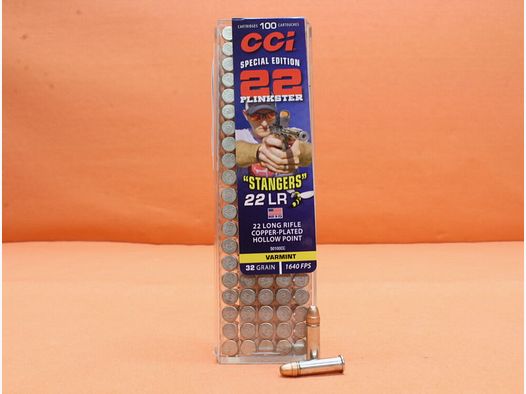 CARTRIDGES 100 CARTOUCHES
CCI
SPECIAL EDITION
22
PLINKSTER
"STANGERS"
22 LR
22 LONG RIFLE
COPPER-PLATED
HOLLOW POINT
VARMINT
32 GRAIN 1640 FPS